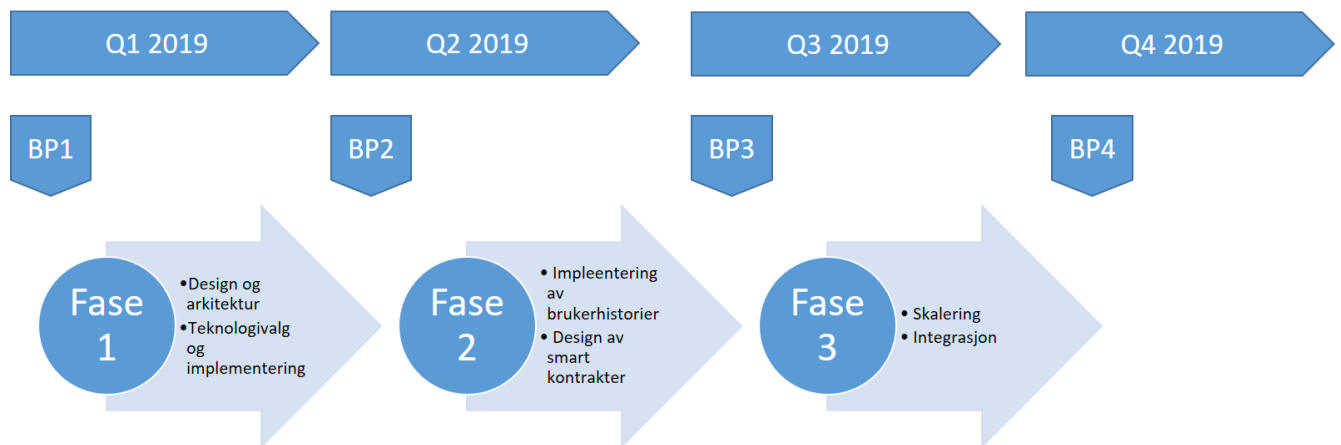 Q1 2019
Q2 2019
Q3 2019
Q4 2019
BP1
BP2
BP3
BP4
Fase
1
•Design og
arkitektur
•Teknologivalg
og
implementering
Fase
2
• Impleentering
av
brukerhistorier
• Design av
smart
kontrakter
Fase
3
• Skalering
• Integrasjon